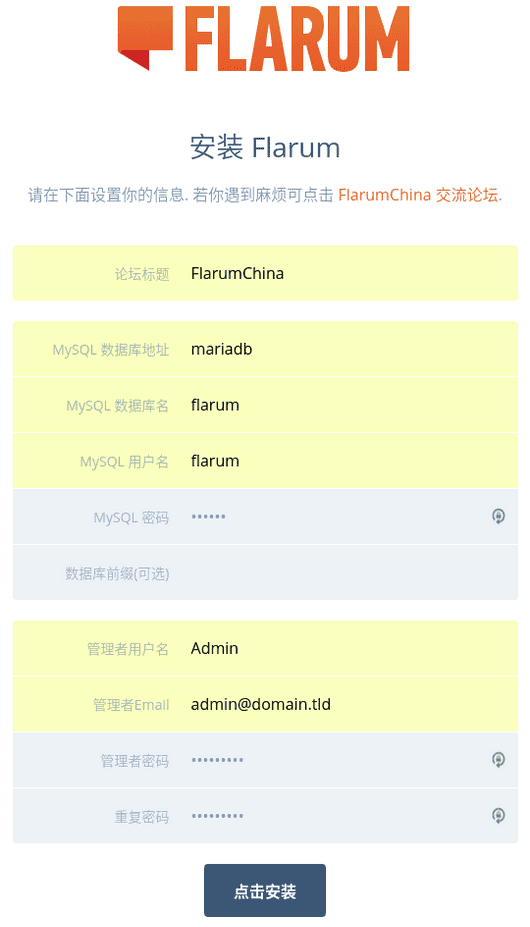 FLARUM
安装 Flarum
请在下面设置你的信息. 若你遇到麻烦可点击 FlarumChina 交流论坛.
论坛标题 FlarumChina
MySQL 数据库地址 mariadb
MySQL 数据库名 flarum
MySQL 用户名 flarum
MySQL 密码 ••••••
数据库前缀(可选)
管理者用户名 Admin
管理者Email admin@domain.tld
管理者密码 •••••••••
重复密码 •••••••••
点击安装